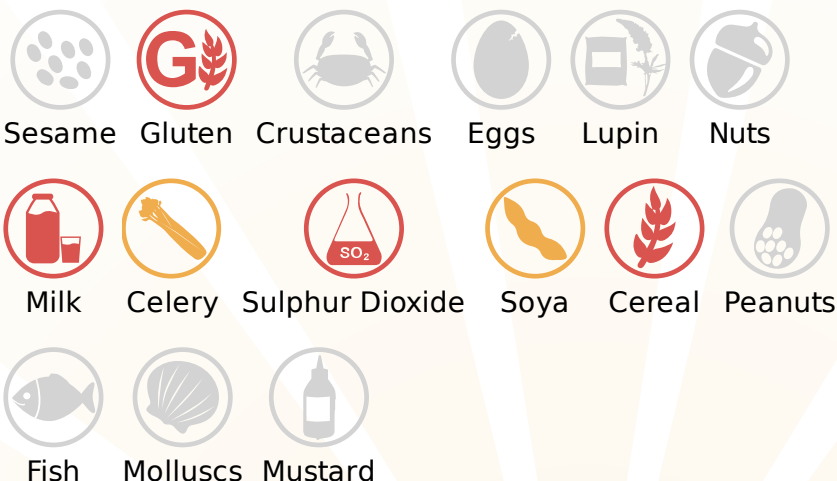 G
Sesame Gluten Crustaceans Eggs Lupin Nuts
SO₂
Milk Celery Sulphur Dioxide Soya Cereal Peanuts
Fish Molluscs Mustard